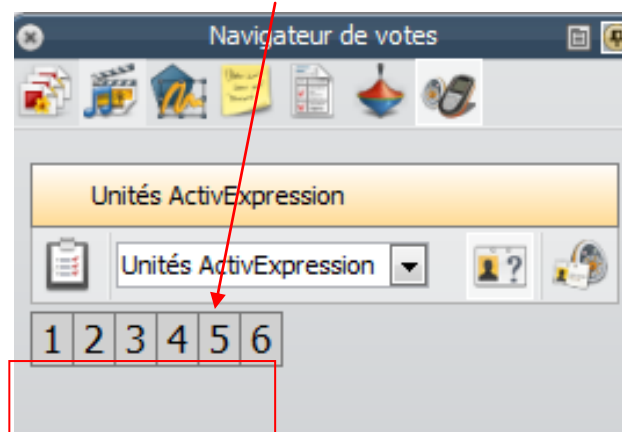 Navigateur de votes
Unités ActivExpression
Unités ActivExpression
1 2 3 4 5 6